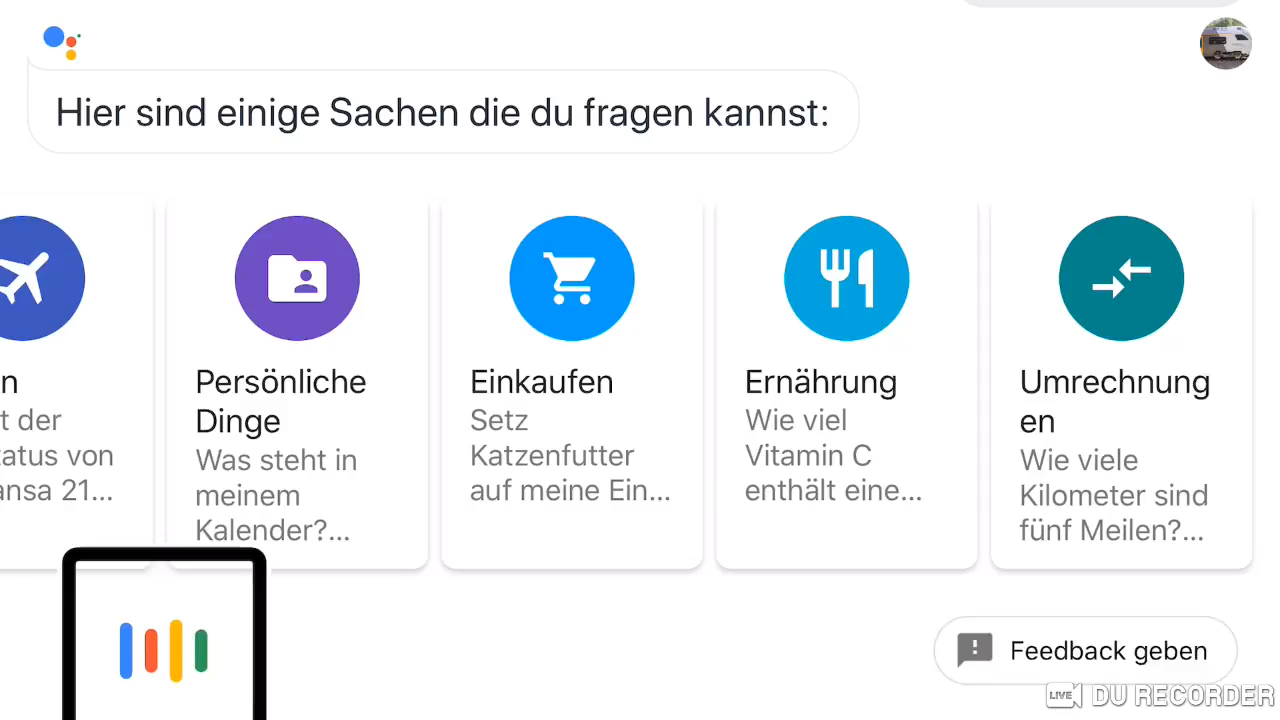 Hier sind einige Sachen die du fragen kannst:
n
t der
tatus von
ansa 21...
Persönliche
Dinge
Was steht in
meinem
Kalender?...
Einkaufen
Setz
Katzenfutter
auf meine Ein...
Ernährung
Wie viel
Vitamin C
enthält eine...
Umrechnung
en
Wie viele
Kilometer sind
fünf Meilen?...
Feedback geben
LIVE DU RECORDER